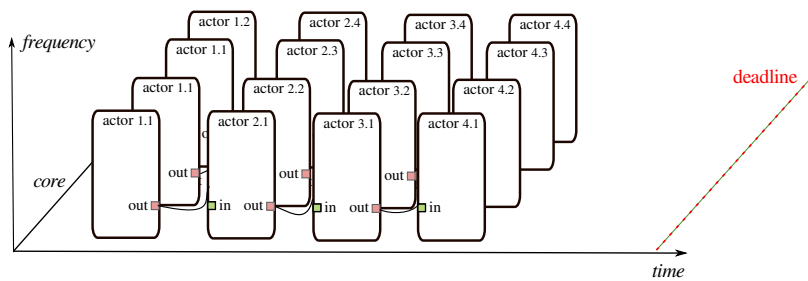 frequency
actor 1.2
actor 2.4
actor 3.4
actor 4.4
actor 1.1
actor 2.3
actor 3.3
actor 4.3
deadline
actor 1.1
actor 2.2
actor 3.2
actor 4.2
actor 1.1
actor 2.1
actor 3.1
actor 4.1
core
out
out
out
out
in
out
in
out
in
time